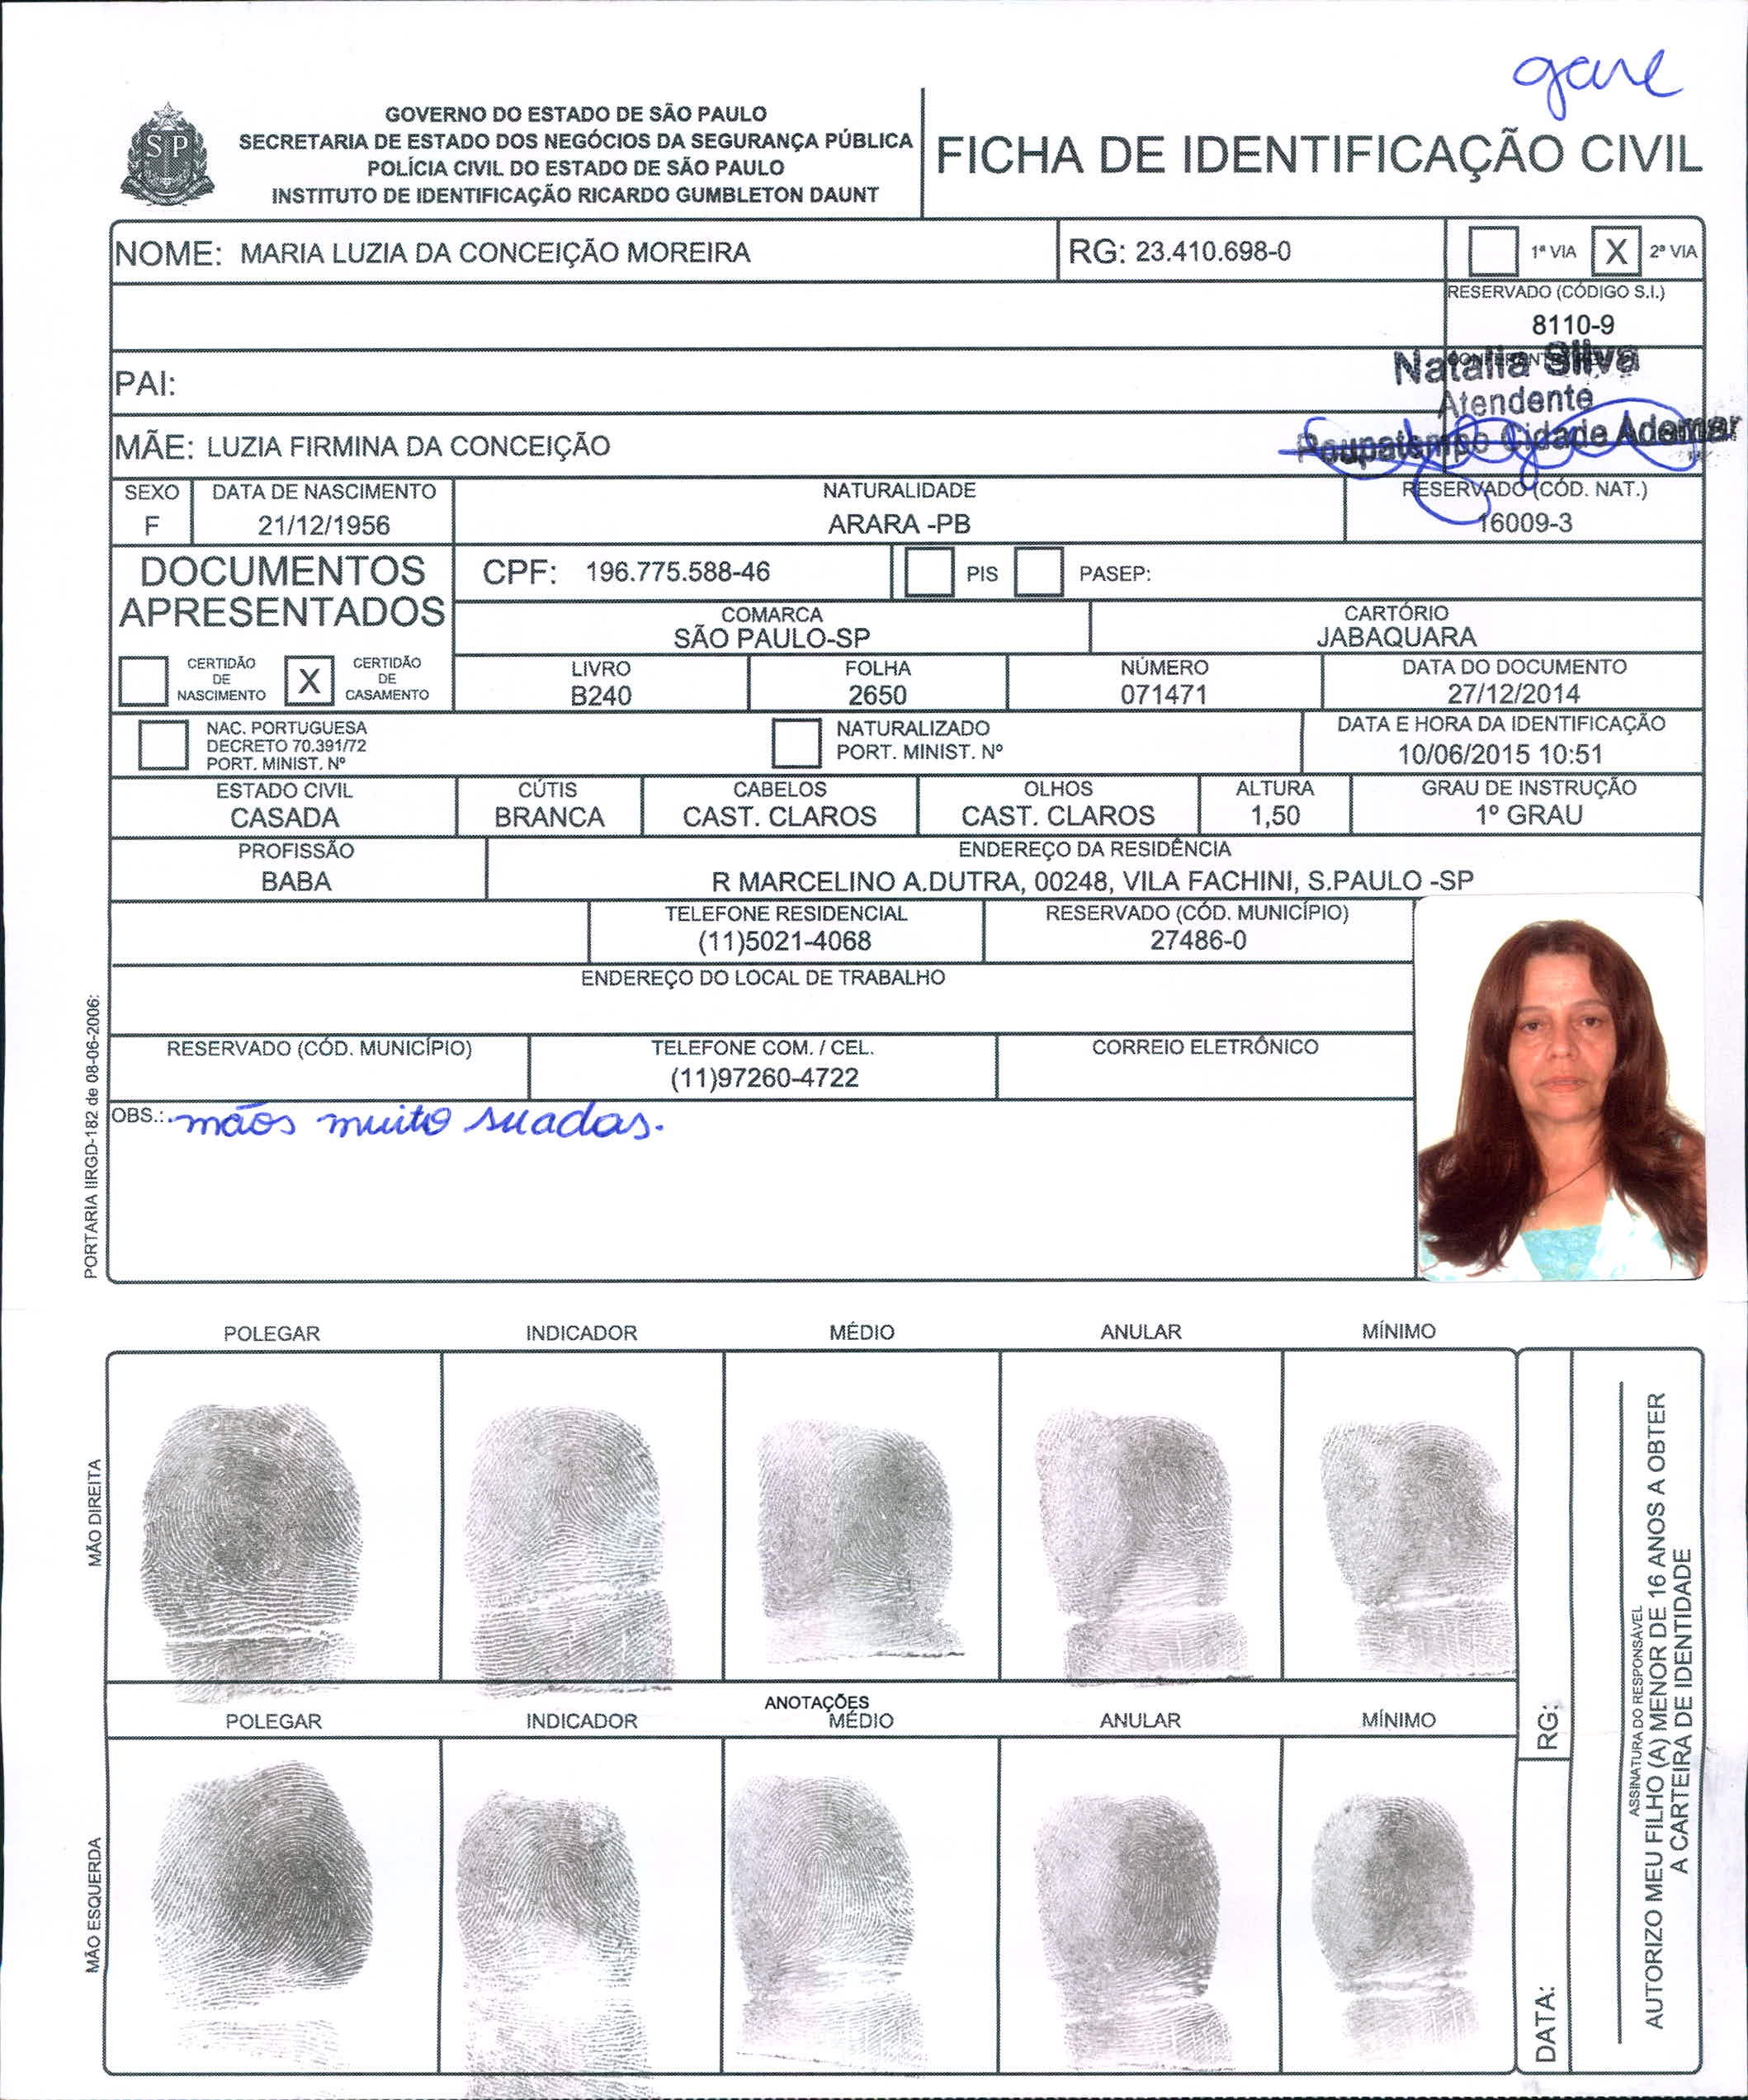 gare
GOVERNO DO ESTADO DE SÃO PAULO
SECRETARIA DE ESTADO DOS NEGÓCIOS DA SEGURANÇA PÚBLICA
POLÍCIA CIVIL DO ESTADO DE SÃO PAULO
INSTITUTO DE IDENTIFICAÇÃO RICARDO GUMBLETON DAUNT
SP
FICHA DE IDENTIFICAÇÃO CIVIL
NOME: MARIA LUZIA DA CONCEIÇÃO MOREIRA
RG: 23.410.698-0
1ª VIA X 2ª VIA
RESERVADO (CÓDIGO S.I.)
8110-9
PAI:
Natalia Silva
Atendente
Poupatempo Cidade Ademar
MÃE: LUZIA FIRMINA DA CONCEIÇÃO
SEXO
F
DATA DE NASCIMENTO
21/12/1956
NATURALIDADE
ARARA -PB
RESERVADO (CÓD. NAT.)
16009-3
DOCUMENTOS
APRESENTADOS
CPF: 196.775.588-46
PIS
PASEP:
COMARCA
SÃO PAULO-SP
CARTÓRIO
JABAQUARA
CERTIDÃO
DE
NASCIMENTO
X
CERTIDÃO
DE
CASAMENTO
LIVRO
B240
FOLHA
2650
NÚMERO
071471
DATA DO DOCUMENTO
27/12/2014
NAC. PORTUGUESA
DECRETO 70.391/72
PORT. MINIST. Nº
NATURALIZADO
PORT. MINIST. Nº
DATA E HORA DA IDENTIFICAÇÃO
10/06/2015 10:51
ESTADO CIVIL
CASADA
CÚTIS
BRANCA
CABELOS
CAST. CLAROS
OLHOS
CAST. CLAROS
ALTURA
1,50
GRAU DE INSTRUÇÃO
1º GRAU
PROFISSÃO
BABA
ENDEREÇO DA RESIDÊNCIA
R MARCELINO A.DUTRA, 00248, VILA FACHINI, S.PAULO -SP
TELEFONE RESIDENCIAL
(11)5021-4068
RESERVADO (CÓD. MUNICÍPIO)
27486-0
ENDEREÇO DO LOCAL DE TRABALHO
RESERVADO (CÓD. MUNICÍPIO)
TELEFONE COM. / CEL.
(11)97260-4722
CORREIO ELETRÔNICO
OBS.: mãos muito suadas.
PORTARIA IIRGD-182 de 08-06-2006:
POLEGAR INDICADOR MÉDIO ANULAR MÍNIMO
MÃO DIREITA
ANOTAÇÕES
POLEGAR INDICADOR MÉDIO ANULAR MÍNIMO
MÃO ESQUERDA
RG:
DATA:
ASSINATURA DO RESPONSÁVEL
AUTORIZO MEU FILHO (A) MENOR DE 16 ANOS A OBTER
A CARTEIRA DE IDENTIDADE